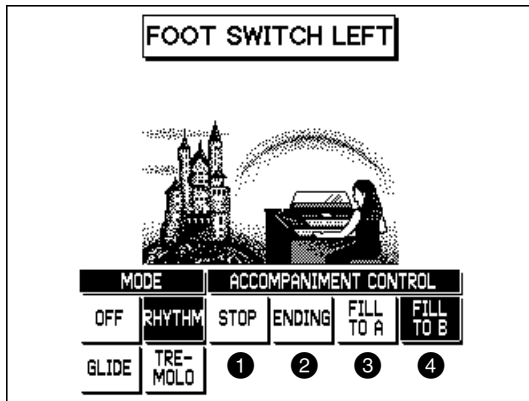 FOOT SWITCH LEFT
MODE ACCOMPANIMENT CONTROL
OFF RHYTHM STOP ENDING FILL TO A FILL TO B
GLIDE TRE-
MOLO 1 2 3 4